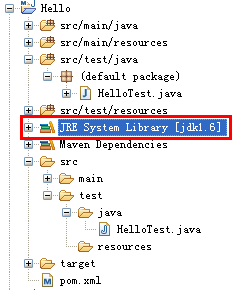 Hello
src/main/java
src/main/resources
src/test/java
(default package)
HelloTest.java
src/test/resources
JRE System Library [jdk1.6]
Maven Dependencies
src
main
test
java
HelloTest.java
resources
target
pom.xml